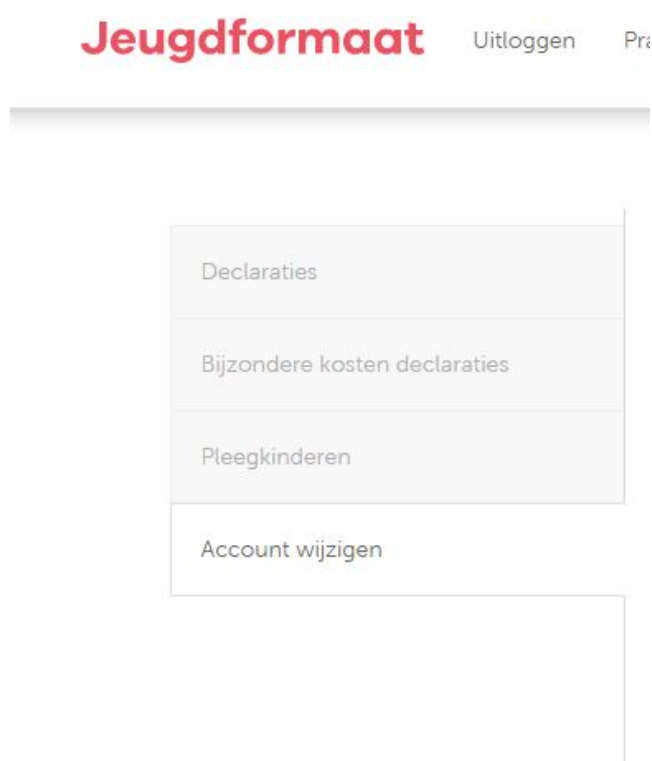 Jeugdformaat Uitloggen
Declaraties
Bijzondere kosten declaraties
Pleegkinderen
Account wijzigen